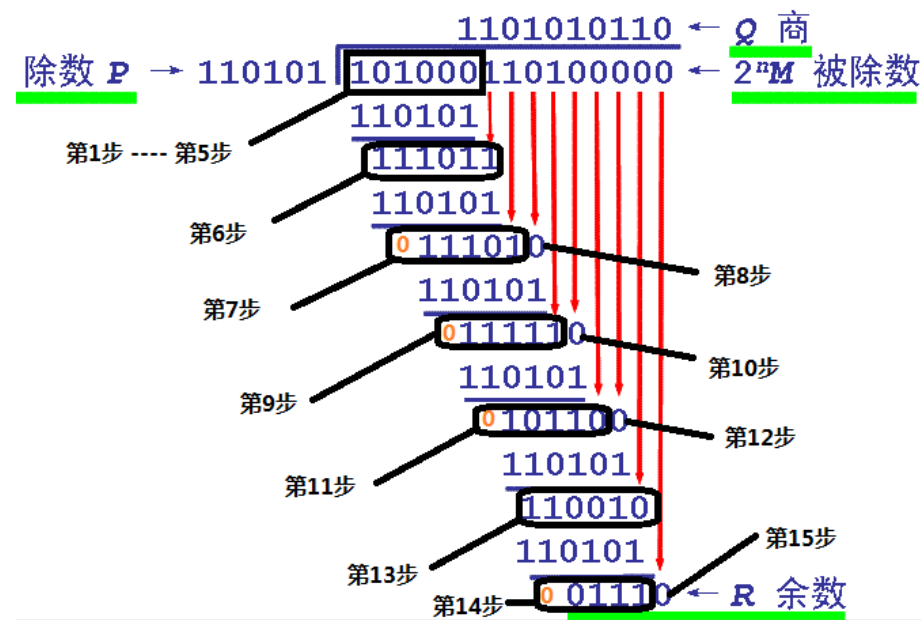 1101010110 ← Q 商
除数 P → 110101 101000110100000 ← 2ⁿM 被除数
110101
第1步 ---- 第5步
111011
110101
第6步
0 111010
第8步
110101
第7步
0111110
第10步
110101
第9步
0 101100
第12步
110101
第11步
110010
第15步
110101
第13步
0 01110 ← R 余数
第14步